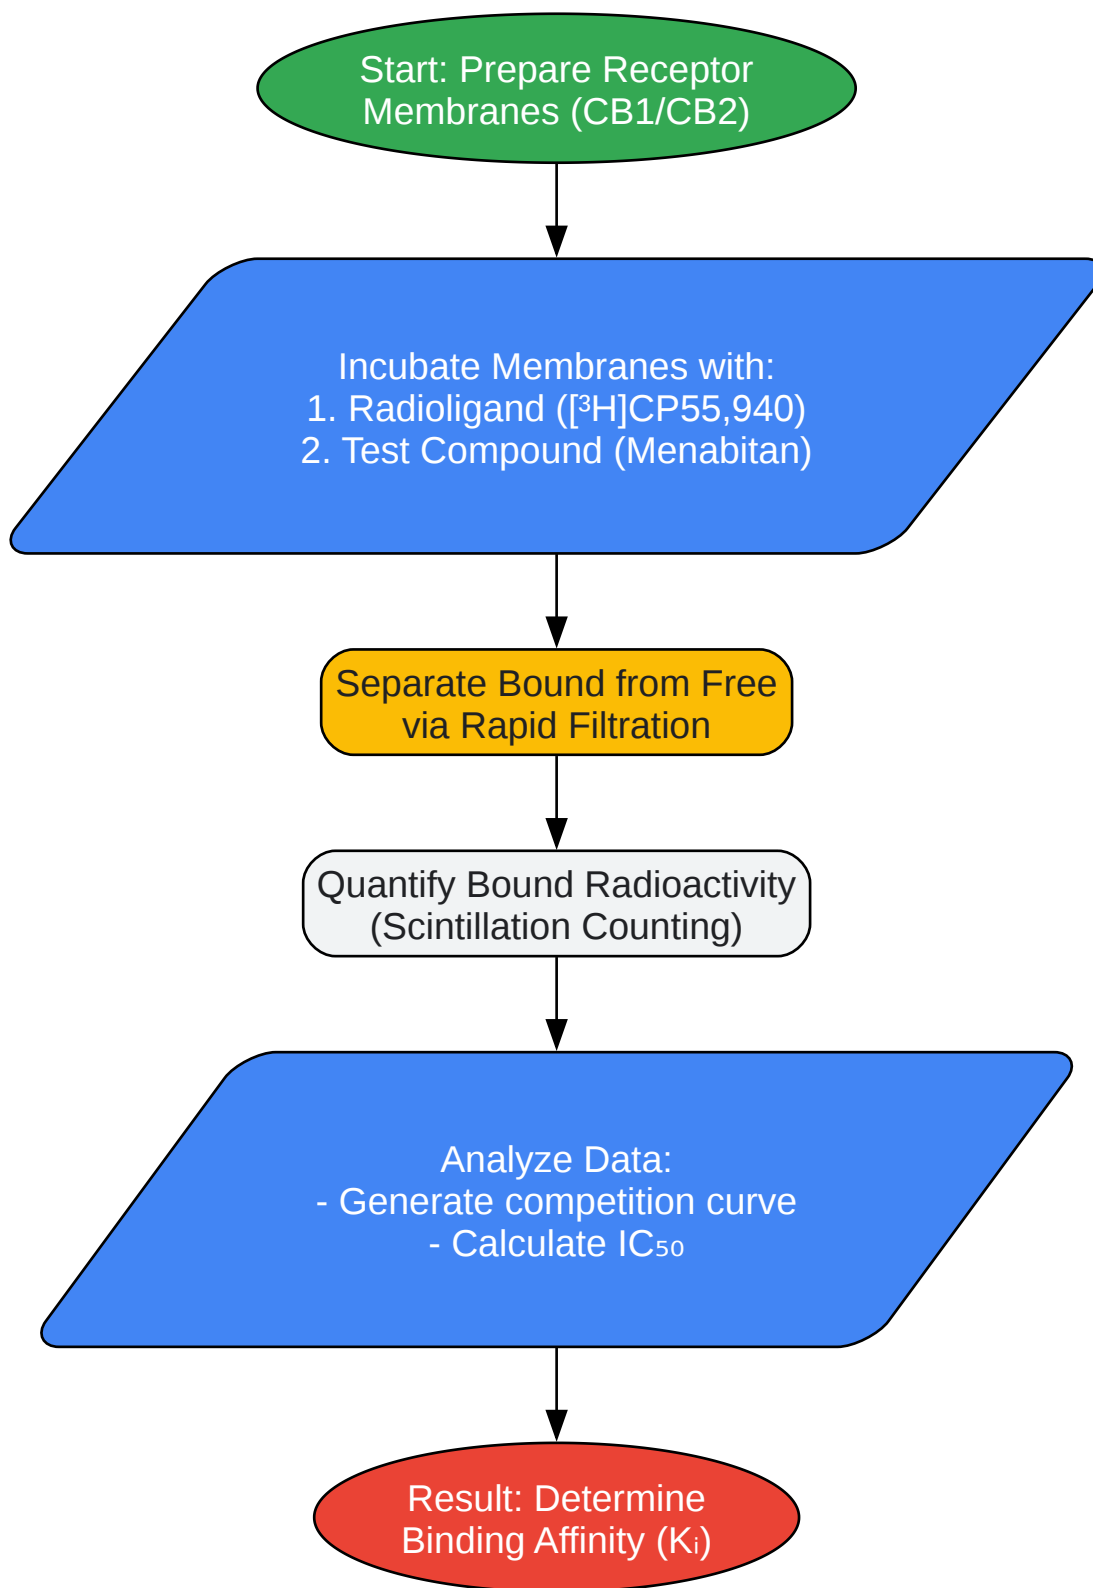 Start: Prepare Receptor
Membranes (CB1/CB2)
Incubate Membranes with:
1. Radioligand ([³H]CP55,940)
2. Test Compound (Menabitan)
Separate Bound from Free
via Rapid Filtration
Quantify Bound Radioactivity
(Scintillation Counting)
Analyze Data:
- Generate competition curve
- Calculate IC₅₀
Result: Determine
Binding Affinity (Kᵢ)